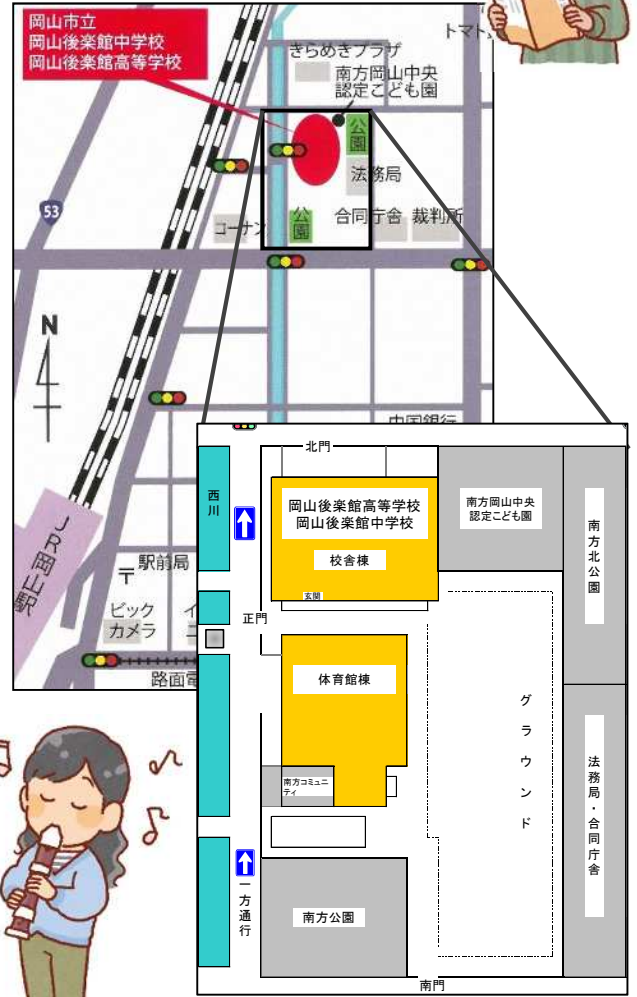 岡山市立
岡山後楽館中学校
岡山後楽館高等学校
きらめきプラザ
トマト
南方岡山中央
認定こども園
公園
法務局
53
コーナン
公園
合同庁舎 裁判所
N
中国銀行
JR岡山駅
〒駅前局
ビック
カメラ
イ
路面電
北門
西川
岡山後楽館高等学校
岡山後楽館中学校
南方岡山中央
認定こども園
校舎棟
南方北公園
玄関
正門
体育館棟
グラウンド
南方コミュニ
ティ
法務局・合同庁舎
一方通行
南方公園
南門